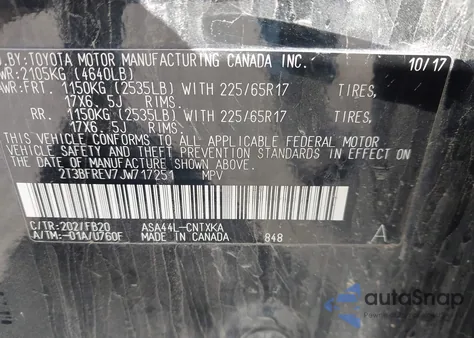 D.BY:TOYOTA MOTOR MANUFACTURING CANADA INC. 10/17
WR:2105KG (4640LB)
AWR:FRT. 1150KG (2535LB) WITH 225/65R17 TIRES,
17X6. 5J RIMS.
RR. 1150KG (2535LB) WITH 225/65R17 TIRES,
17X6. 5J RIMS.
THIS VEHICLE CONFORMS TO ALL APPLICABLE FEDERAL MOTOR
VEHICLE SAFETY AND THEFT PREVENTION STANDARDS IN EFFECT ON
THE DATE OF MANUFACTURE SHOWN ABOVE.
2T3BFREV7JW717251 MPV
C/TR:202/FB20 ASA44L-CNTXKA
A/TM:-01A/U760F MADE IN CANADA 848 A
autoSnap